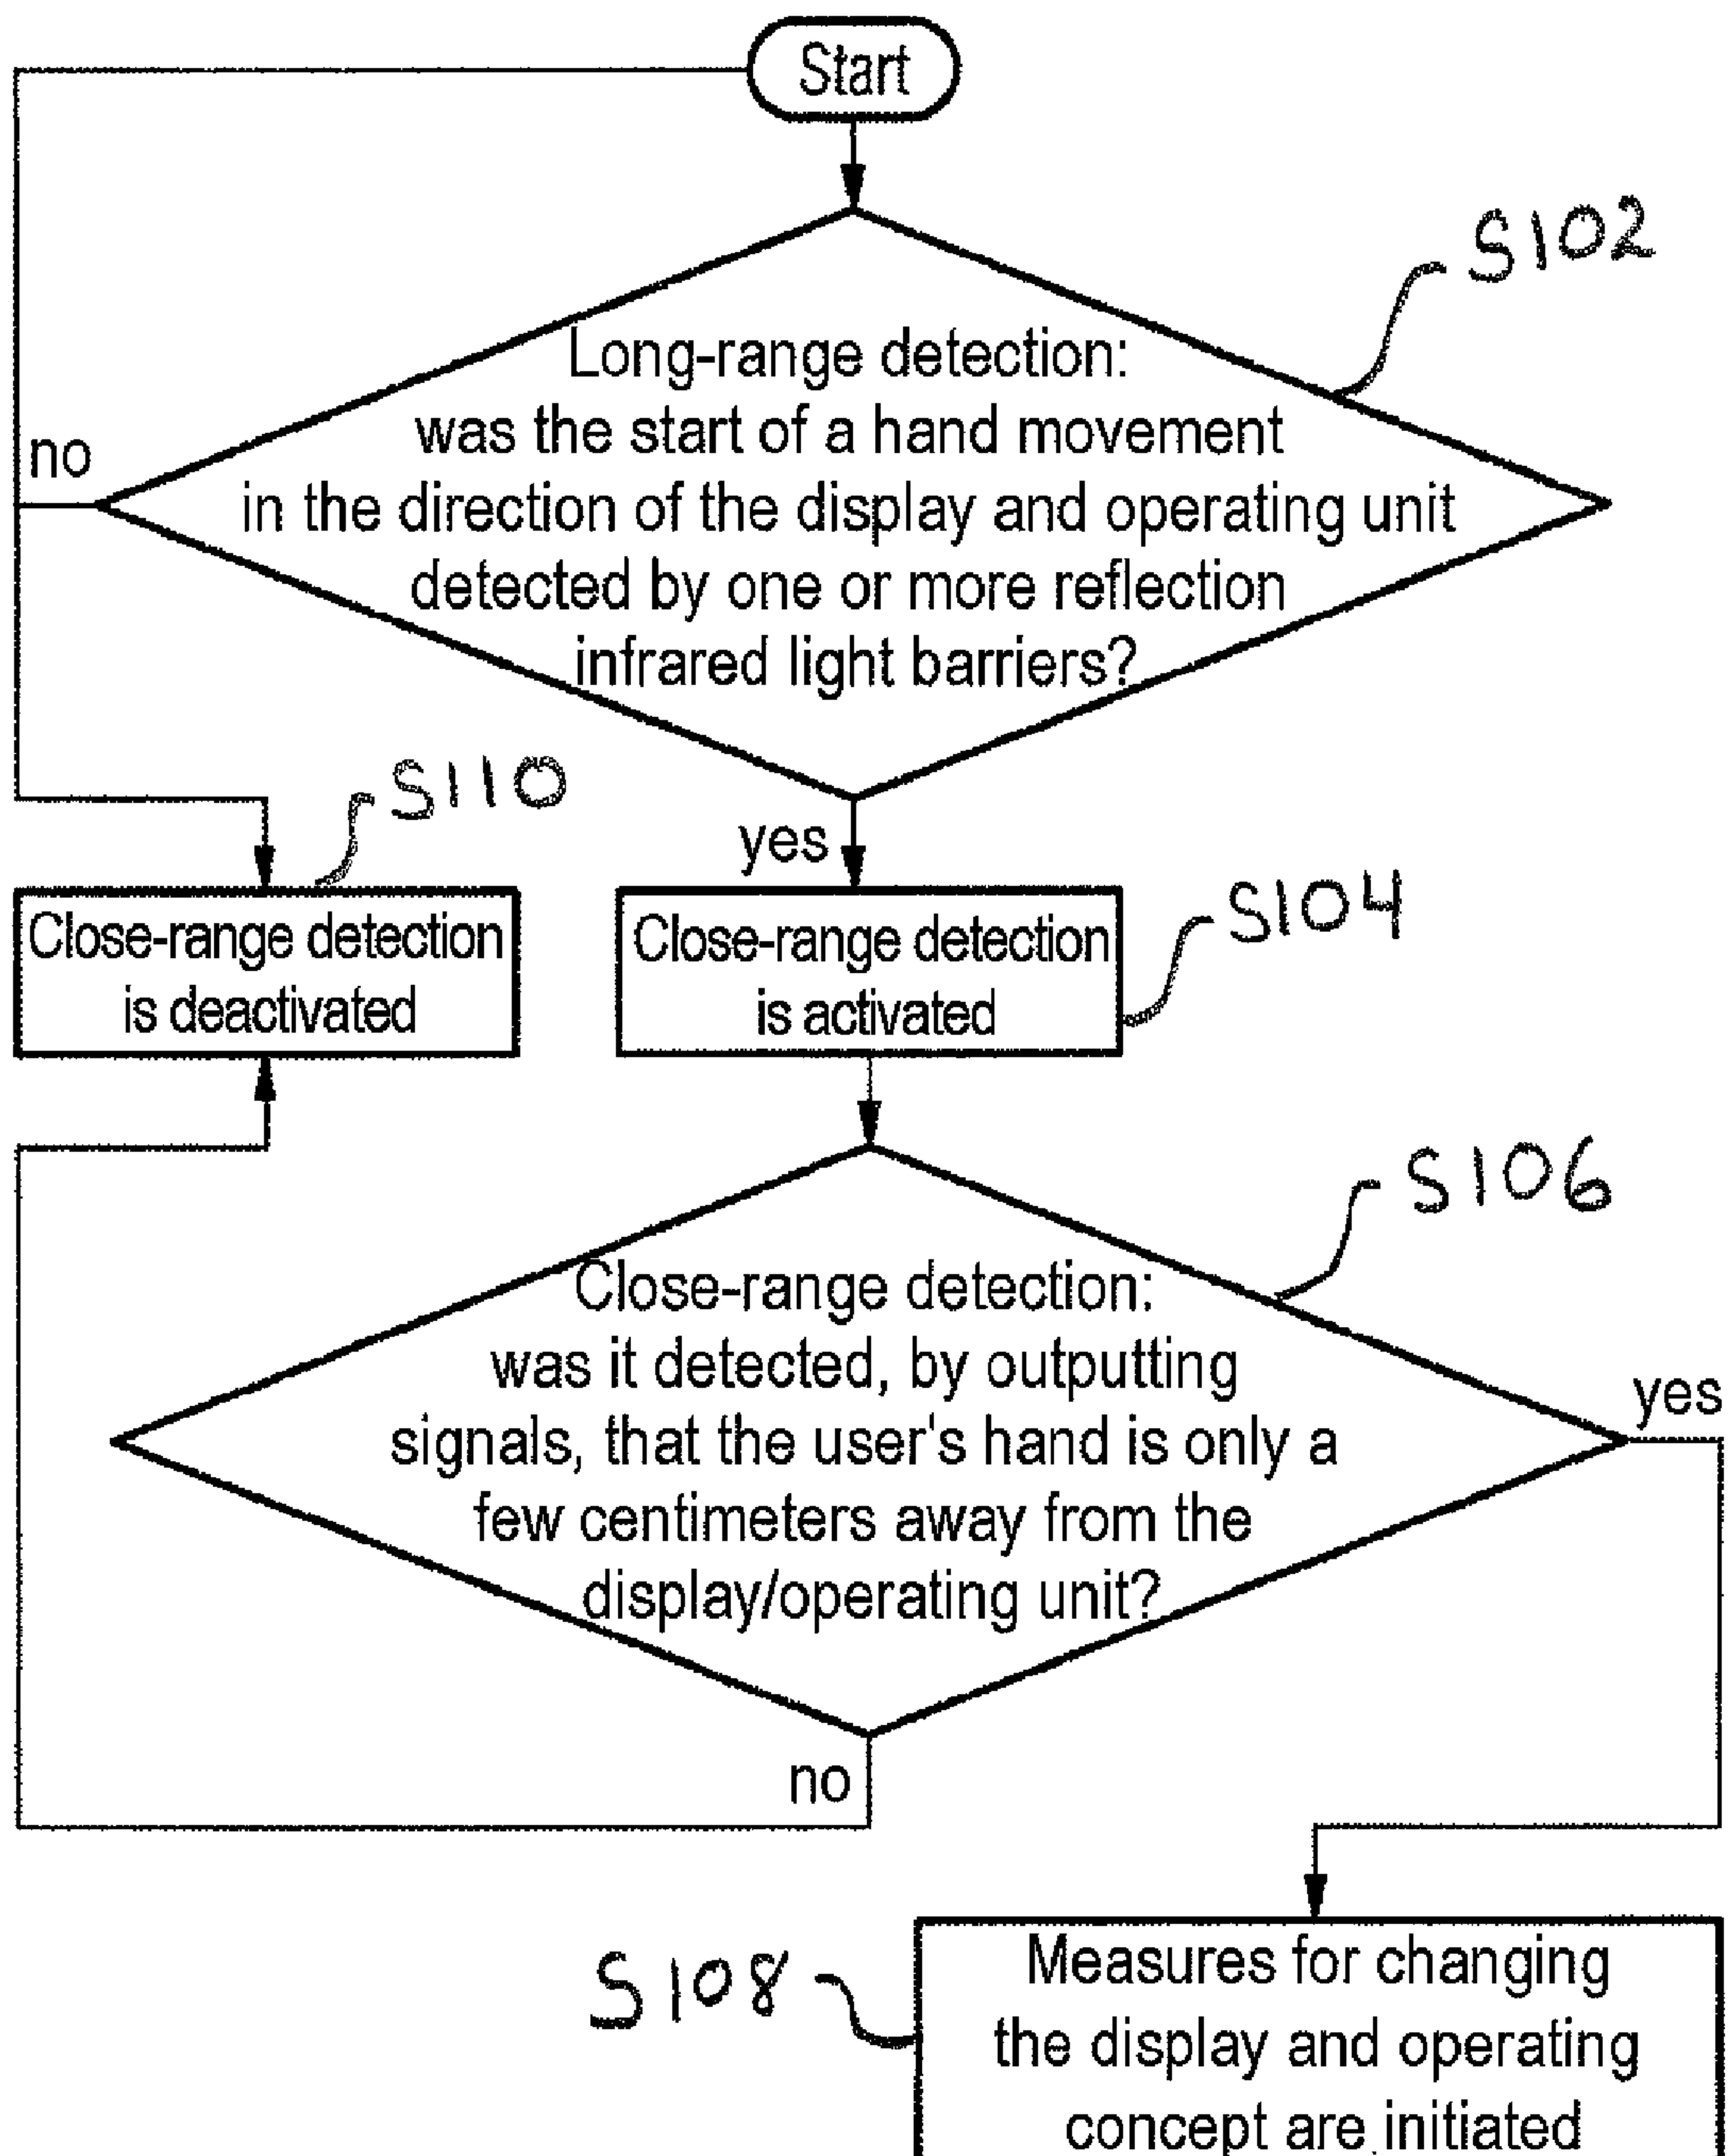 Start
S102
Long-range detection:
was the start of a hand movement
no
in the direction of the display and operating unit
detected by one or more reflection
infrared light barriers?
S110
yes
S104
Close-range detection
is deactivated
Close-range detection
is activated
S106
Close-range detection:
was it detected, by outputting
yes
signals, that the user's hand is only a
few centimeters away from the
display/operating unit?
no
S108
Measures for changing
the display and operating
concept are initiated